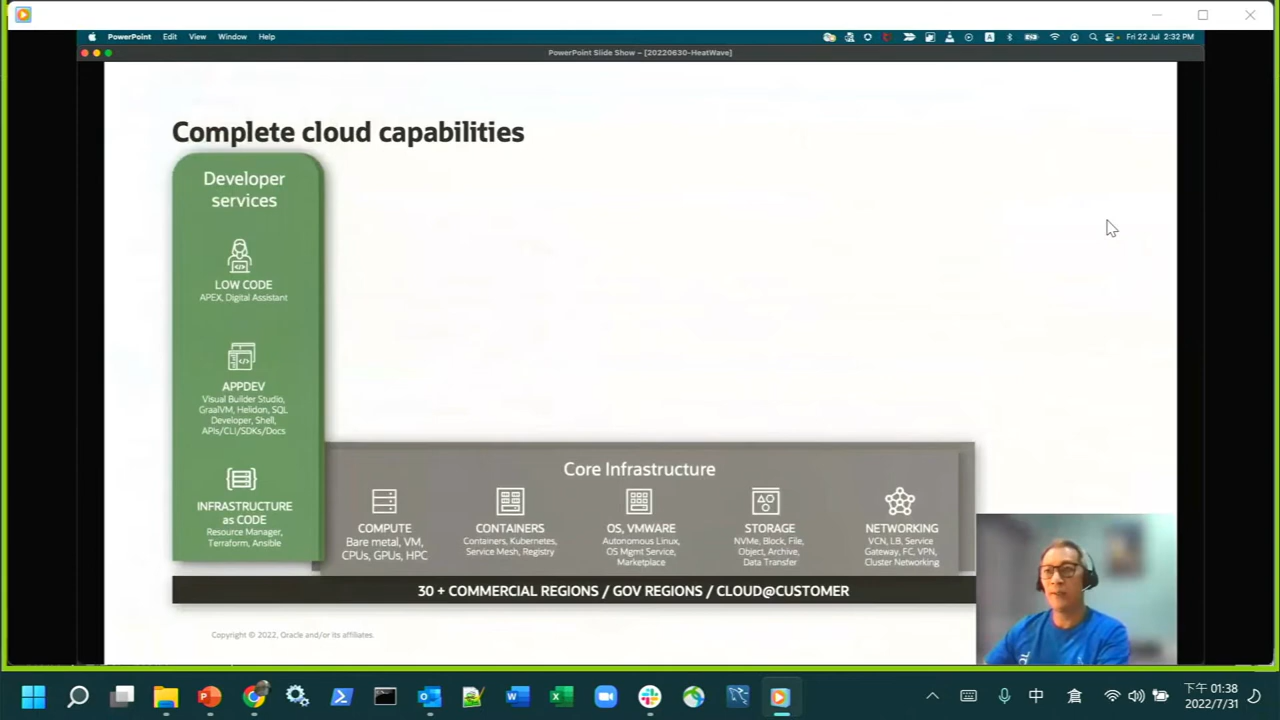 PowerPoint Edit View Window Help
A
Fri 22 Jul 2:32 PM
PowerPoint Slide Show – [20220630-HeatWave]
Complete cloud capabilities
Developer
services
LOW CODE
APEX, Digital Assistant
APPDEV
Visual Builder Studio,
GraalVM, Helidon, SQL
Developer, Shell,
APIs/CLI/SDKs/Docs
INFRASTRUCTURE
as CODE
Resource Manager,
Terraform, Ansible
Core Infrastructure
COMPUTE
Bare metal, VM,
CPUs, GPUs, HPC
CONTAINERS
Containers, Kubernetes,
Service Mesh, Registry
OS, VMWARE
Autonomous Linux,
OS Mgmt Service,
Marketplace
STORAGE
NVMe, Block, File,
Object, Archive,
Data Transfer
NETWORKING
VCN, LB, Service
Gateway, FC, VPN,
Cluster Networking
30 + COMMERCIAL REGIONS / GOV REGIONS / CLOUD@CUSTOMER
Copyright © 2022, Oracle and/or its affiliates.
中
下午 01:38
2022/7/31